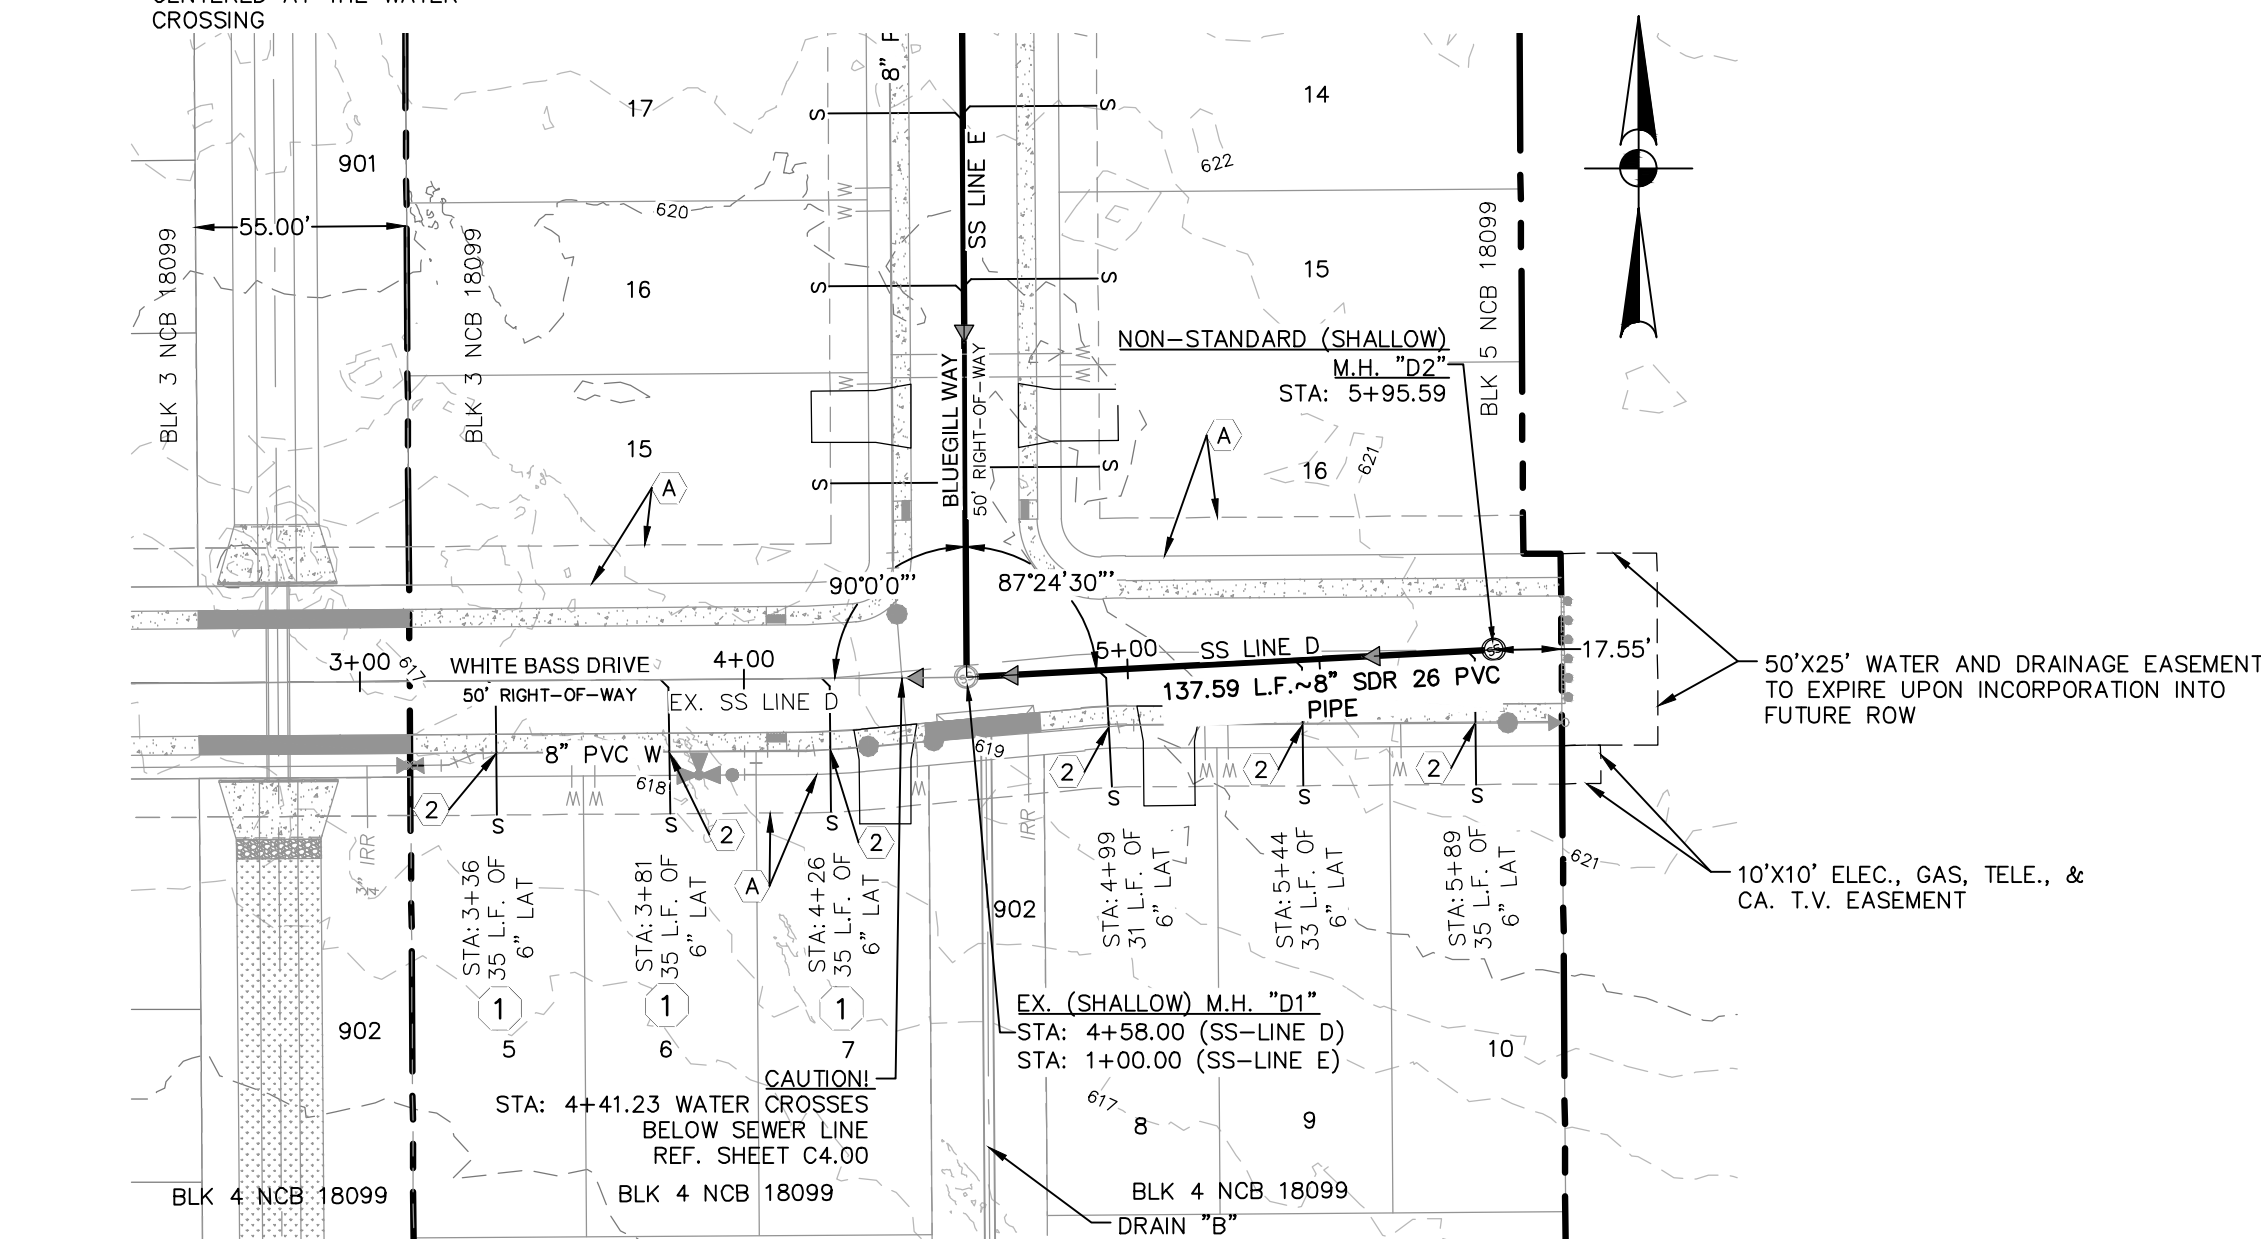 CROSSING
17
14
8"
901
SS LINE E
622
620
55.00'
BLK 3 NCB 18099
BLK 3 NCB 18099
16
15
BLK 5 NCB 18099
NON-STANDARD (SHALLOW)
M.H. "D2"
STA: 5+95.59
BLUEGILL WAY
50' RIGHT-OF-WAY
15
A
A
16
621
S
S
S
S
S
S
W
W
W
W
W
90°0'0"'
87°24'30"'
3+00
617
WHITE BASS DRIVE
50' RIGHT-OF-WAY
4+00
EX. SS LINE D
5+00
SS LINE D
SS
SS
17.55'
137.59 L.F.~8" SDR 26 PVC
PIPE
50'X25' WATER AND DRAINAGE EASEMENT
TO EXPIRE UPON INCORPORATION INTO
FUTURE ROW
8" PVC W
618
619
2
2
2
2
2
2
S
S
S
S
S
S
A
IRR
3/4" IRR
621
10'X10' ELEC., GAS, TELE., &
CA. T.V. EASEMENT
STA: 3+36
35 L.F. OF
6" LAT
STA: 3+81
35 L.F. OF
6" LAT
STA: 4+26
35 L.F. OF
6" LAT
902
STA: 4+99
31 L.F. OF
6" LAT
STA: 5+44
33 L.F. OF
6" LAT
STA: 5+89
35 L.F. OF
6" LAT
1
1
1
902
5
6
7
EX. (SHALLOW) M.H. "D1"
STA: 4+58.00 (SS-LINE D)
STA: 1+00.00 (SS-LINE E)
10
CAUTION!
STA: 4+41.23 WATER CROSSES
BELOW SEWER LINE
REF. SHEET C4.00
617
8
9
BLK 4 NCB 18099
BLK 4 NCB 18099
BLK 4 NCB 18099
DRAIN "B"